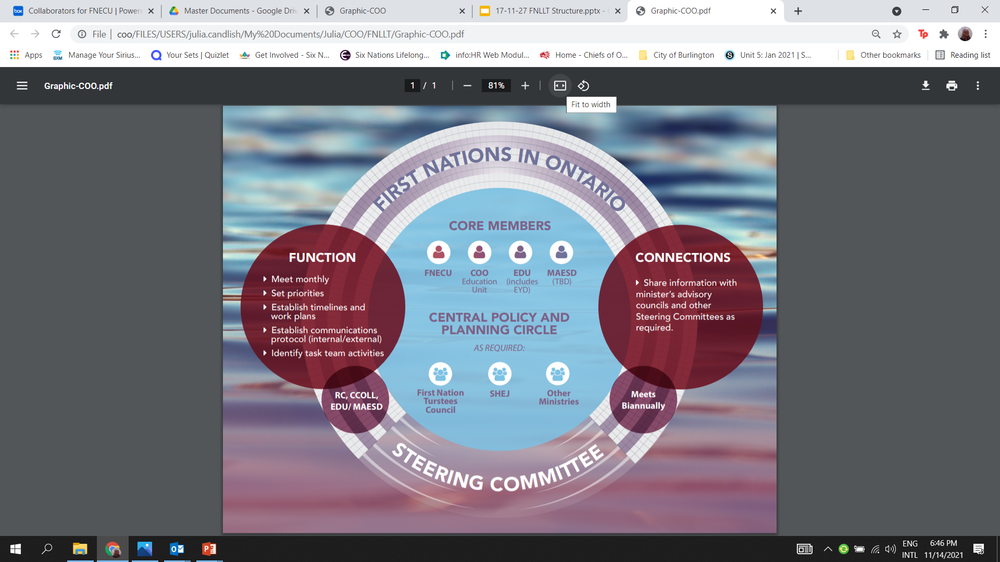 Collaborators for FNECU | Powere
Master Documents - Google Driv
Graphic-COO
17-11-27 FNLLT Structure.pptx -
Graphic-COO.pdf
File | coo/FILES/USERS/julia.candlish/My%20Documents/Julia/COO/FNLLT/Graphic-COO.pdf
Apps
Manage Your Sirius...
Your Sets | Quizlet
Get Involved - Six N...
Six Nations Lifelong...
info:HR Web Modul...
Home - Chiefs of O...
City of Burlington
Unit 5: Jan 2021 | S...
Other bookmarks
Reading list
Graphic-COO.pdf
1 / 1
81%
Fit to width
FIRST NATIONS IN ONTARIO
CORE MEMBERS
FNECU
COO
Education
Unit
EDU
(includes
EYD)
MAESD
(TBD)
FUNCTION
Meet monthly
Set priorities
Establish timelines and
work plans
Establish communications
protocol (internal/external)
Identify task team activities
CONNECTIONS
Share information with
minister's advisory
councils and other
Steering Committees as
required.
CENTRAL POLICY AND
PLANNING CIRCLE
AS REQUIRED:
First Nation
Turstees
Council
SHEJ
Other
Ministries
RC, CCOLL,
EDU/ MAESD
Meets
Biannually
STEERING COMMITTEE
ENG
INTL
6:46 PM
11/14/2021